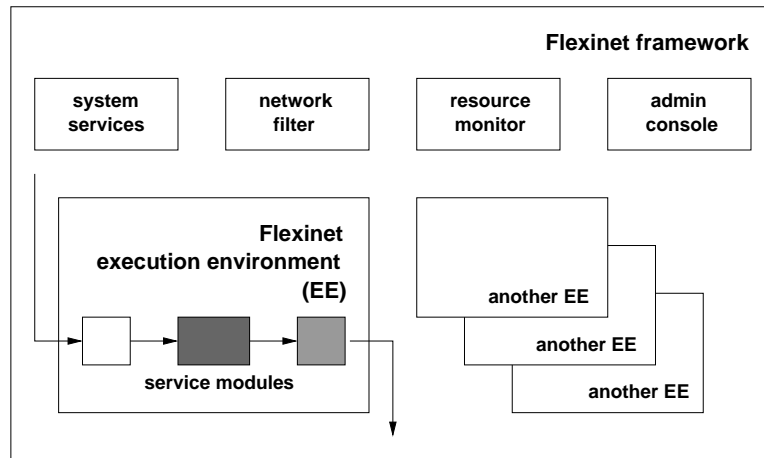 Flexinet framework
system
services
network
filter
resource
monitor
admin
console
Flexinet
execution environment
(EE)
service modules
another EE
another EE
another EE